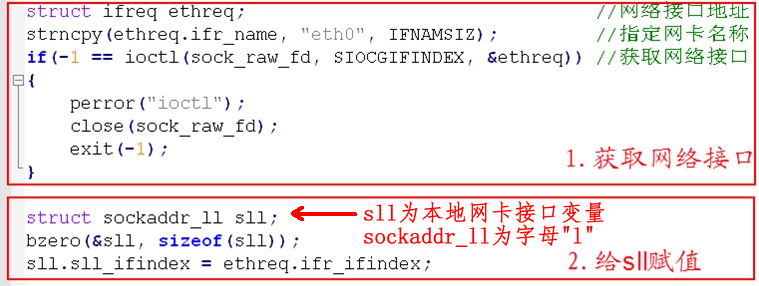 struct ifreq ethreq; //网络接口地址
strncpy(ethreq.ifr_name, "eth0", IFNAMSIZ); //指定网卡名称
if(-1 == ioctl(sock_raw_fd, SIOCGIFINDEX, &ethreq)) //获取网络接口
{
perror("ioctl");
close(sock_raw_fd);
exit(-1);
}
1.获取网络接口
struct sockaddr_ll sll; sll为本地网卡接口变量
sockaddr_ll为字母"l"
bzero(&sll, sizeof(sll));
sll.sll_ifindex = ethreq.ifr_ifindex;
2.给sll赋值